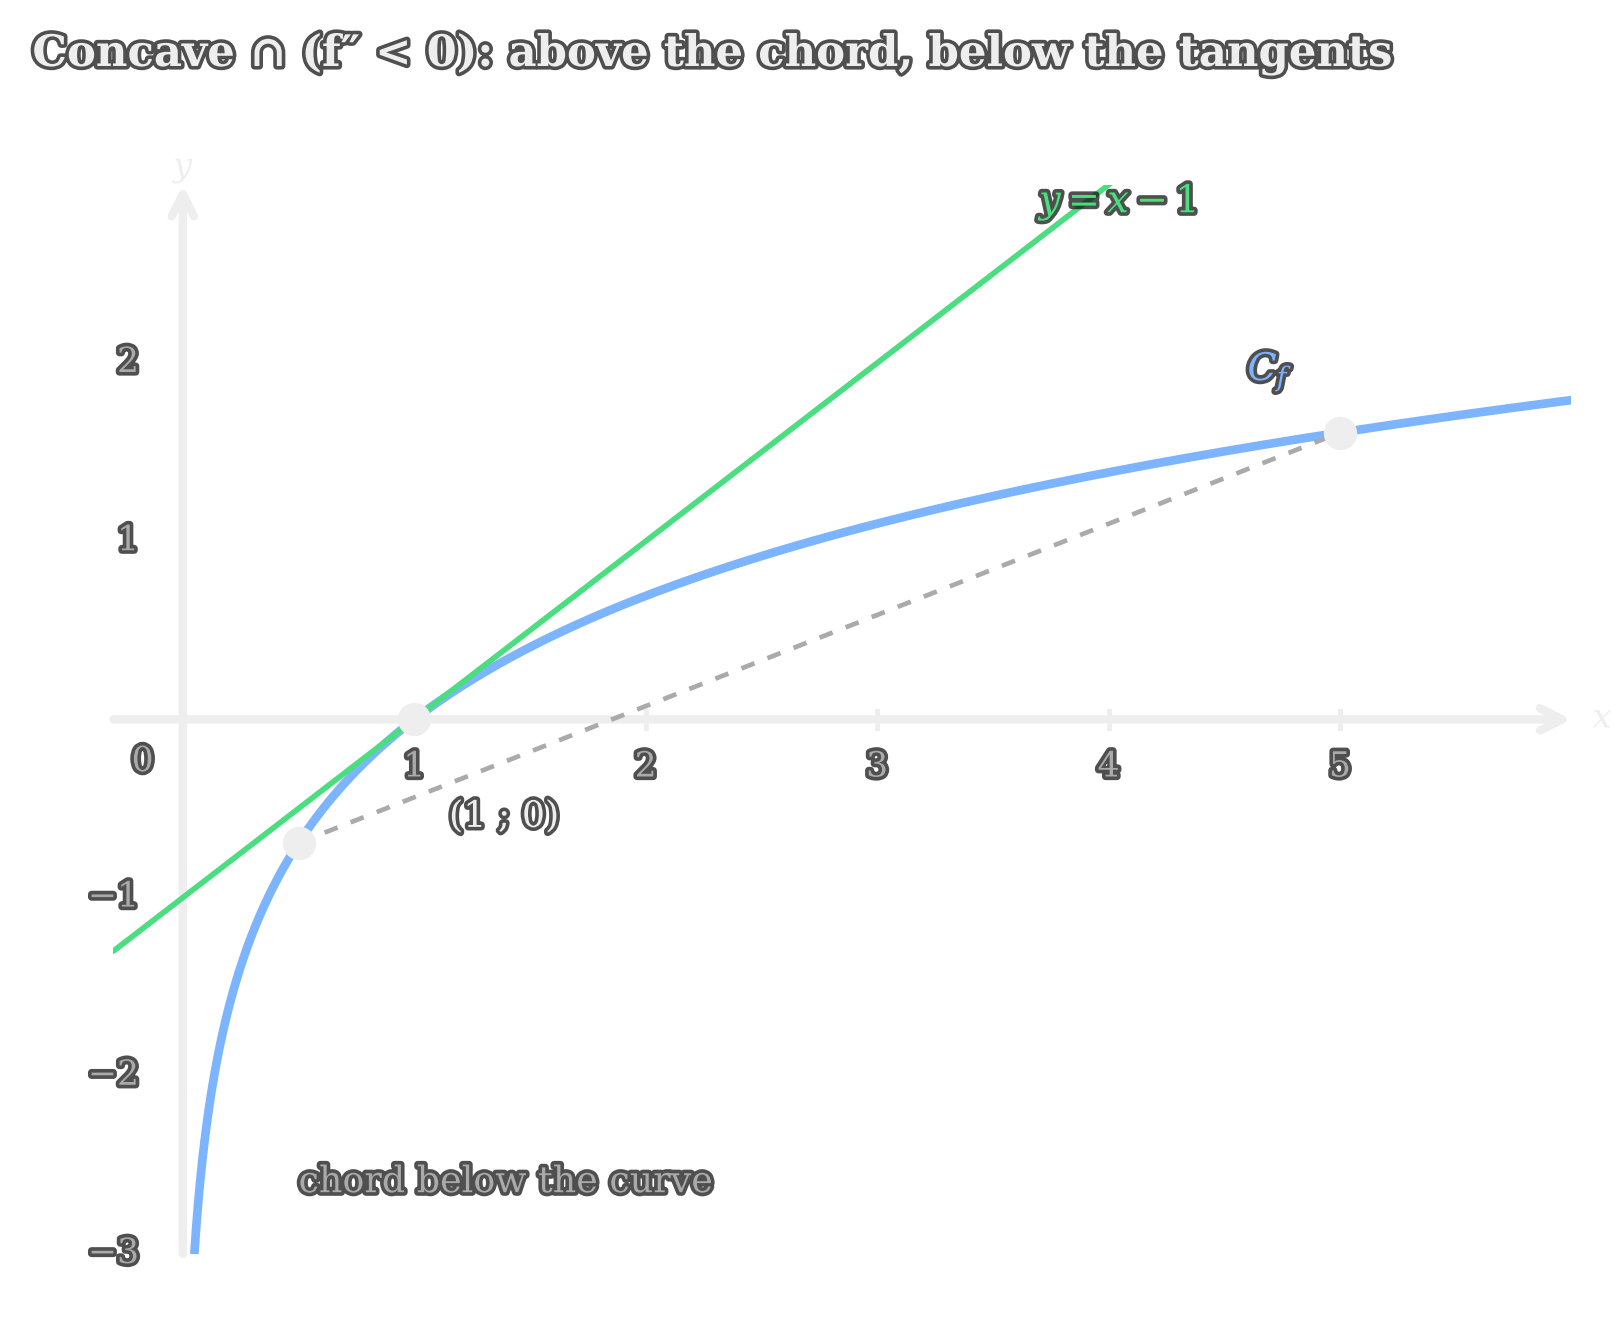 Concave ∩ (f″ < 0): above the chord, below the tangents
y
y = x − 1
2
C_f
1
x
0
1
2
3
4
5
(1 ; 0)
−1
−2
chord below the curve
−3